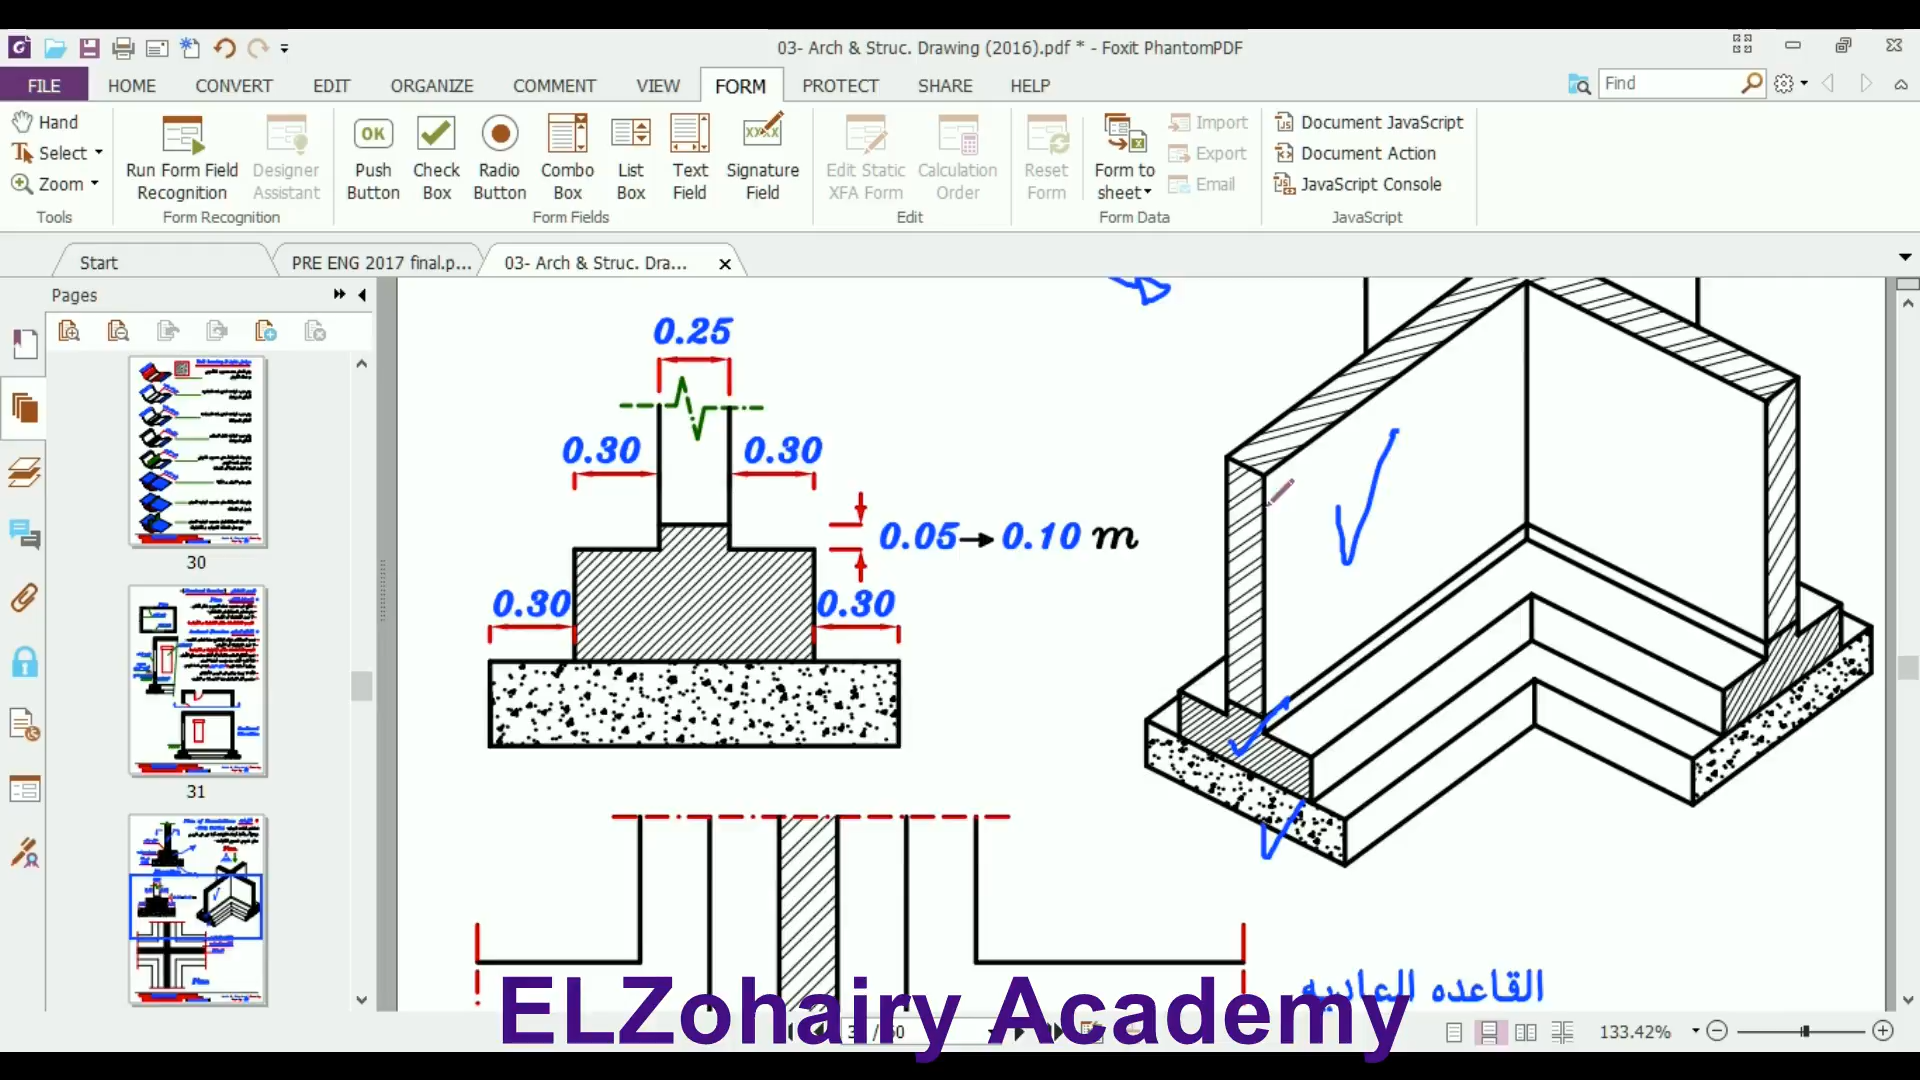 03- Arch & Struc. Drawing (2016).pdf * - Foxit PhantomPDF
FILE HOME CONVERT EDIT ORGANIZE COMMENT VIEW FORM PROTECT SHARE HELP Find
Hand
Select
Zoom
Tools
Run Form Field Recognition
Designer Assistant
Form Recognition
OK
Push Button
Check Box
Radio Button
Combo Box
List Box
Text Field
Signature Field
Form Fields
Edit Static XFA Form
Calculation Order
Edit
Reset Form
Form to sheet
Import
Export
Email
Form Data
Document JavaScript
Document Action
JavaScript Console
JavaScript
Start PRE ENG 2017 final.p... 03- Arch & Struc. Dra...
Pages
30
31
0.25
0.30 0.30
0.05→0.10 m
0.30 0.30
القاعده العاديه
ELZohairy Academy
133.42%